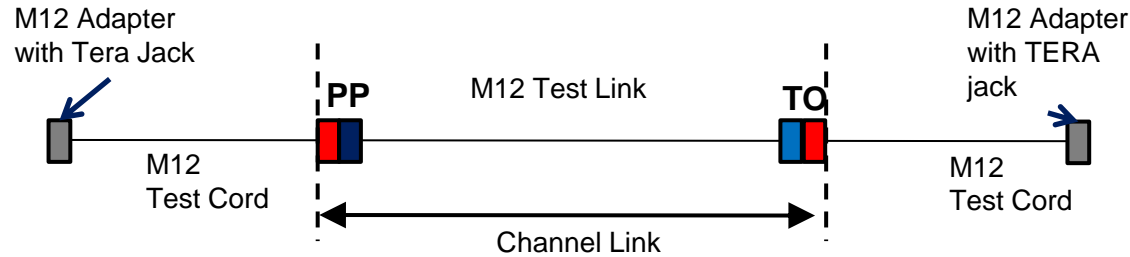 M12 Adapter
with Tera Jack
M12 Adapter
with TERA
jack
PP
M12 Test Link
TO
M12
Test Cord
M12
Test Cord
Channel Link